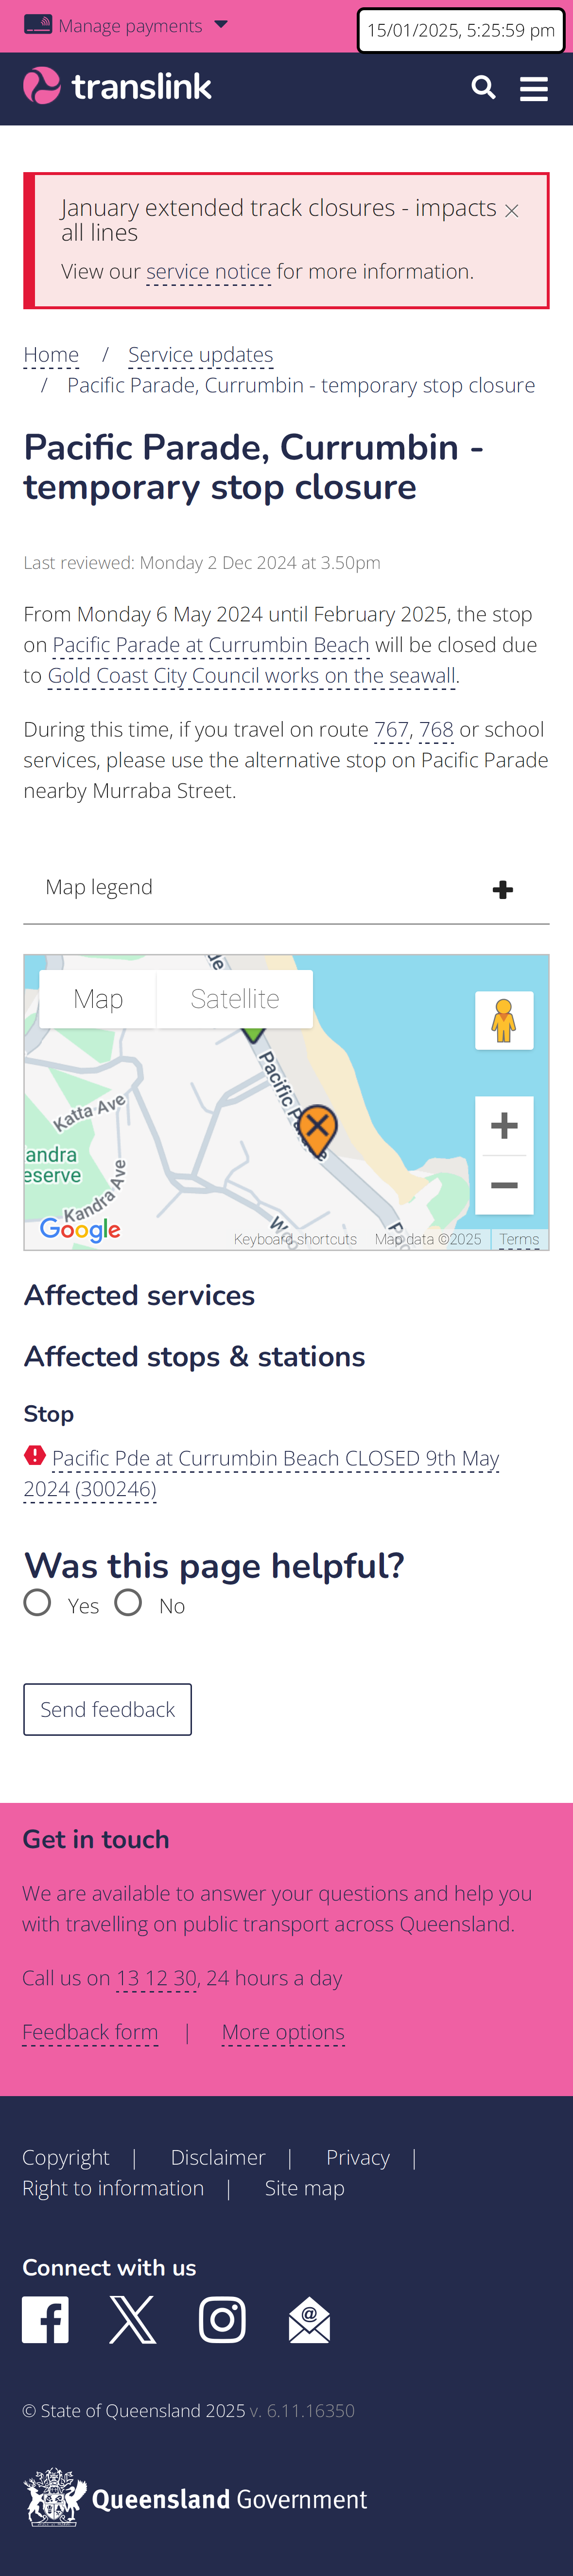 Manage payments
15/01/2025, 5:25:59 pm
translink
January extended track closures - impacts
all lines
View our service notice for more information.
Home / Service updates
/ Pacific Parade, Currumbin - temporary stop closure
Pacific Parade, Currumbin -
temporary stop closure
Last reviewed: Monday 2 Dec 2024 at 3.50pm
From Monday 6 May 2024 until February 2025, the stop
on Pacific Parade at Currumbin Beach will be closed due
to Gold Coast City Council works on the seawall.
During this time, if you travel on route 767, 768 or school
services, please use the alternative stop on Pacific Parade
nearby Murraba Street.
Map legend
Map Satellite
Pacific
Katta Ave
andra
eserve
Kandra Ave
Google
Keyboard shortcuts Map data ©2025 Terms
Affected services
Affected stops & stations
Stop
Pacific Pde at Currumbin Beach CLOSED 9th May
2024 (300246)
Was this page helpful?
Yes No
Send feedback
Get in touch
We are available to answer your questions and help you
with travelling on public transport across Queensland.
Call us on 13 12 30, 24 hours a day
Feedback form | More options
Copyright | Disclaimer | Privacy |
Right to information | Site map
Connect with us
© State of Queensland 2025 v. 6.11.16350
Queensland Government